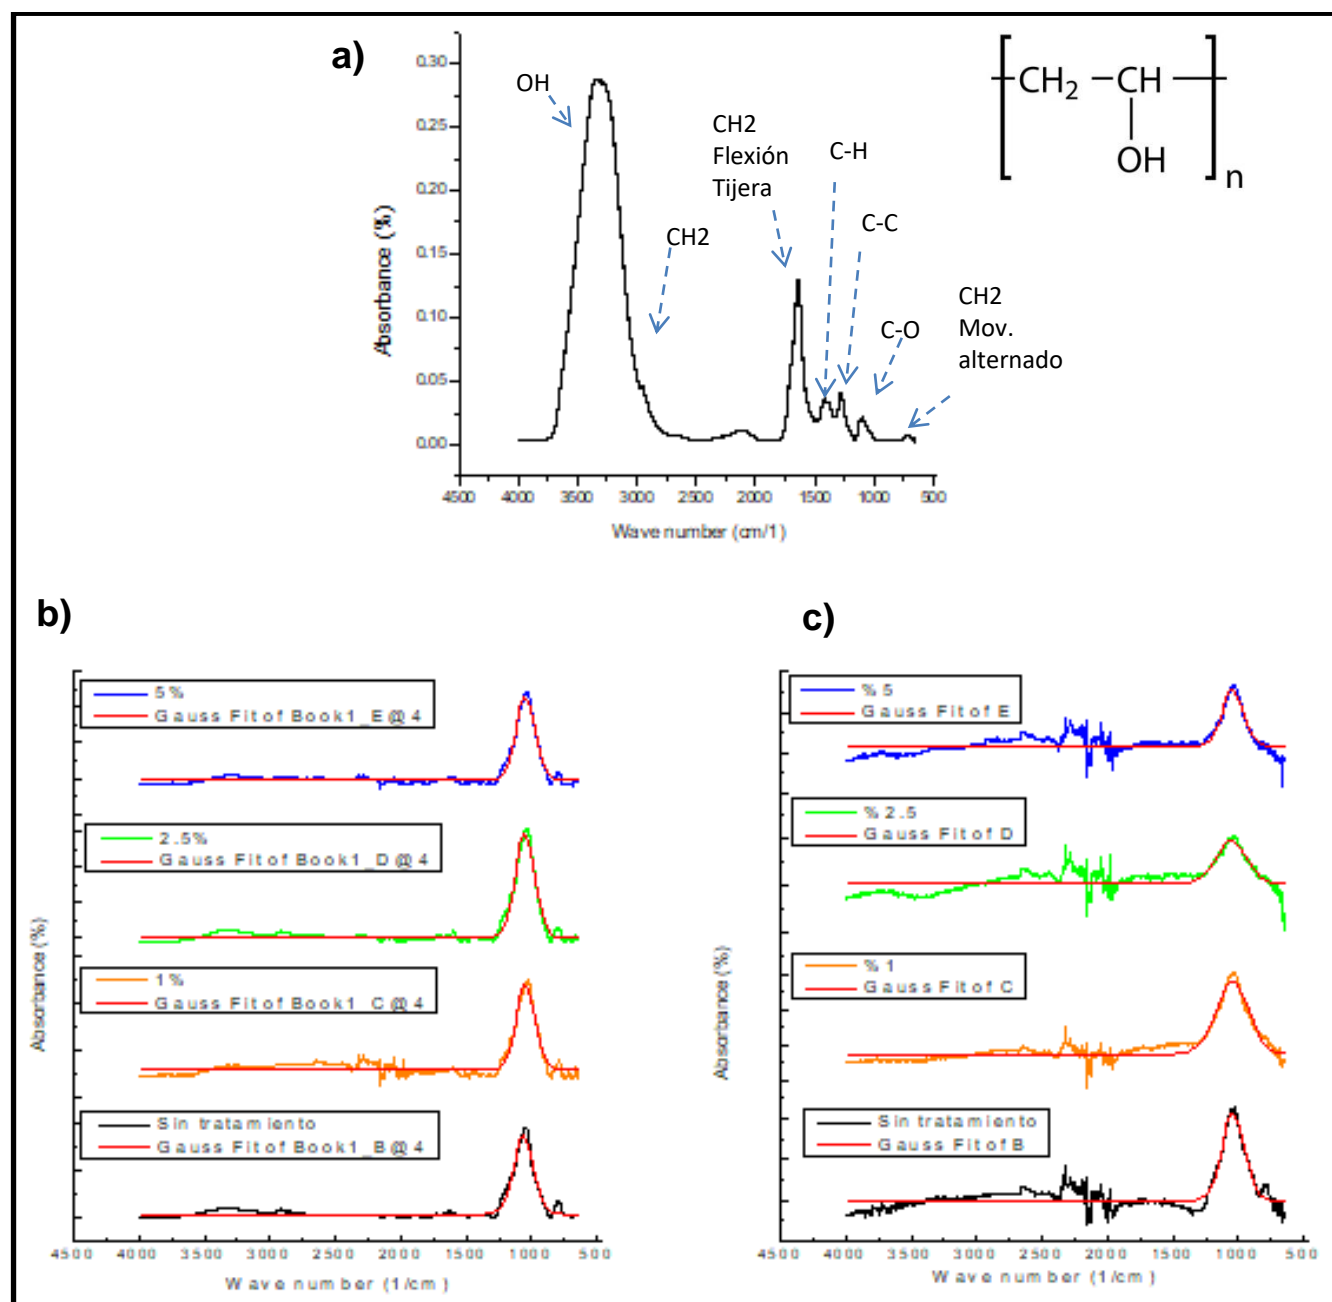 a)
0.30
0.25
0.20
0.15
0.10
0.05
0.00
Absorbance (%)
4500 4000 3500 3000 2500 2000 1500 1000 500
Wave number (cm/1)
OH
CH2
CH2
Flexión
Tijera
C-H
C-C
C-O
CH2
Mov.
alternado
CH2 CH
OH
n
b)
5%
Gauss Fit of Book1_E@4
2.5%
Gauss Fit of Book1_D@4
1%
Gauss Fit of Book1_C@4
Sin tratamiento
Gauss Fit of Book1_B@4
Absorbance (%)
4500 4000 3500 3000 2500 2000 1500 1000 500
Wave number (1/cm)
c)
% 5
Gauss Fit of E
% 2.5
Gauss Fit of D
% 1
Gauss Fit of C
Sin tratamiento
Gauss Fit of B
Absorbance (%)
4500 4000 3500 3000 2500 2000 1500 1000 500
Wave number (1/cm)